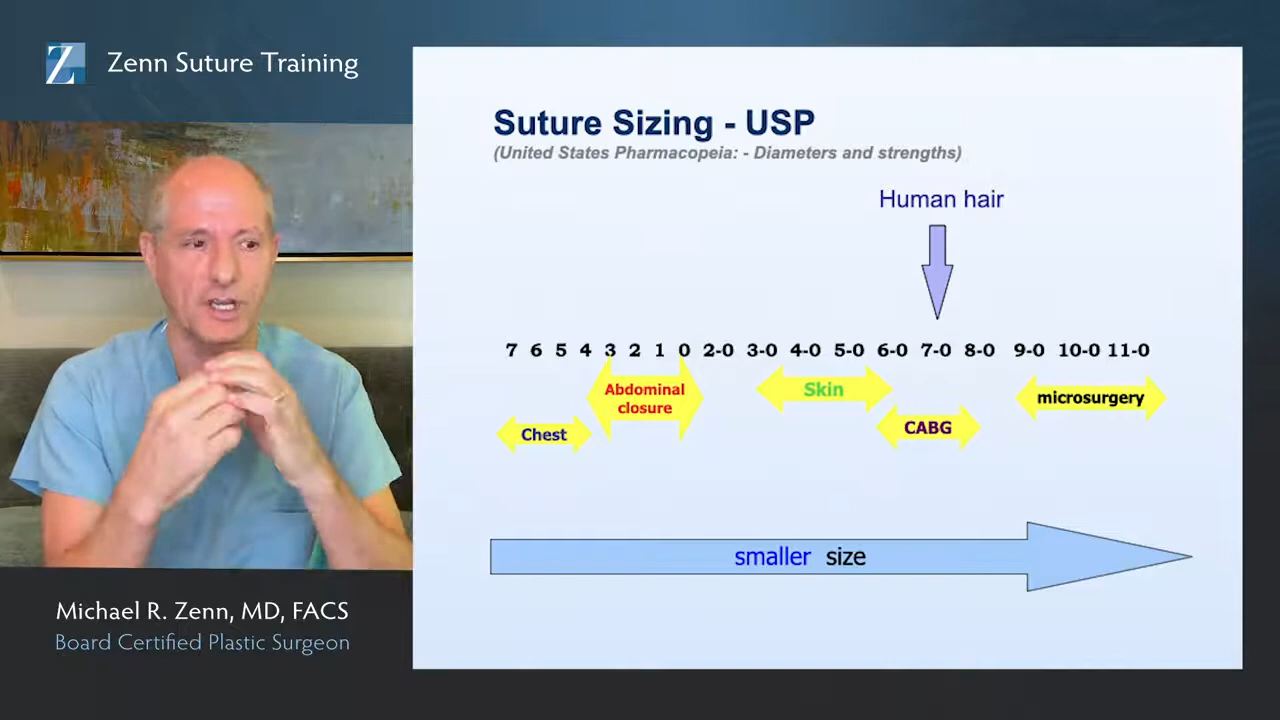 Z
Zenn Suture Training
Suture Sizing - USP
(United States Pharmacopeia: - Diameters and strengths)
Human hair
7 6 5 4 3 2 1 0 2-0 3-0 4-0 5-0 6-0 7-0 8-0 9-0 10-0 11-0
Abdominal
closure
Skin
microsurgery
Chest
CABG
smaller size
Michael R. Zenn, MD, FACS
Board Certified Plastic Surgeon